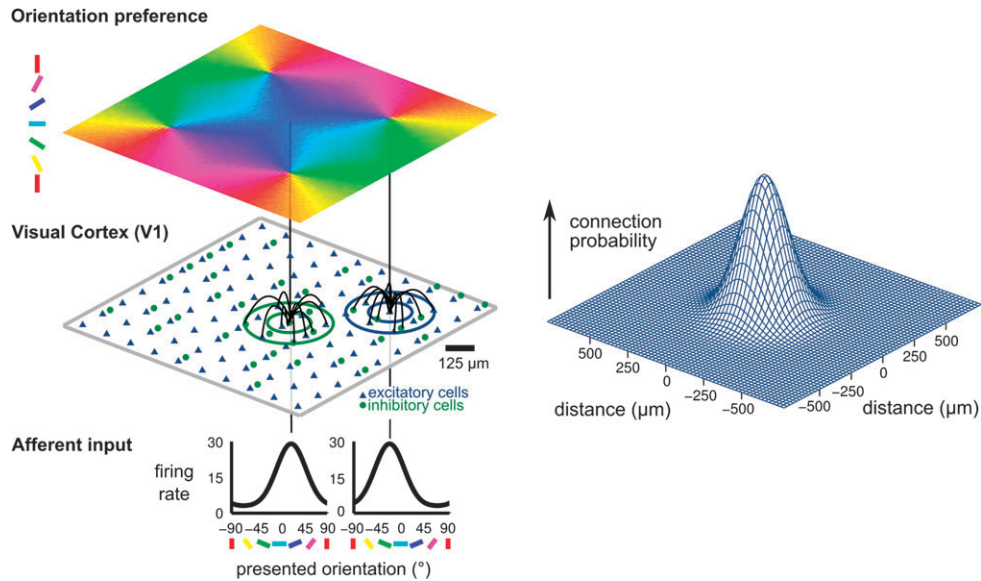 Orientation preference
Visual Cortex (V1)
125 µm
excitatory cells
inhibitory cells
Afferent input
firing
rate
30
15
0
30
15
0
−90 −45 0 45 90
−90 −45 0 45 90
presented orientation (°)
connection
probability
500
250
0
−250
−500
distance (µm)
500
250
0
−250
−500
distance (µm)